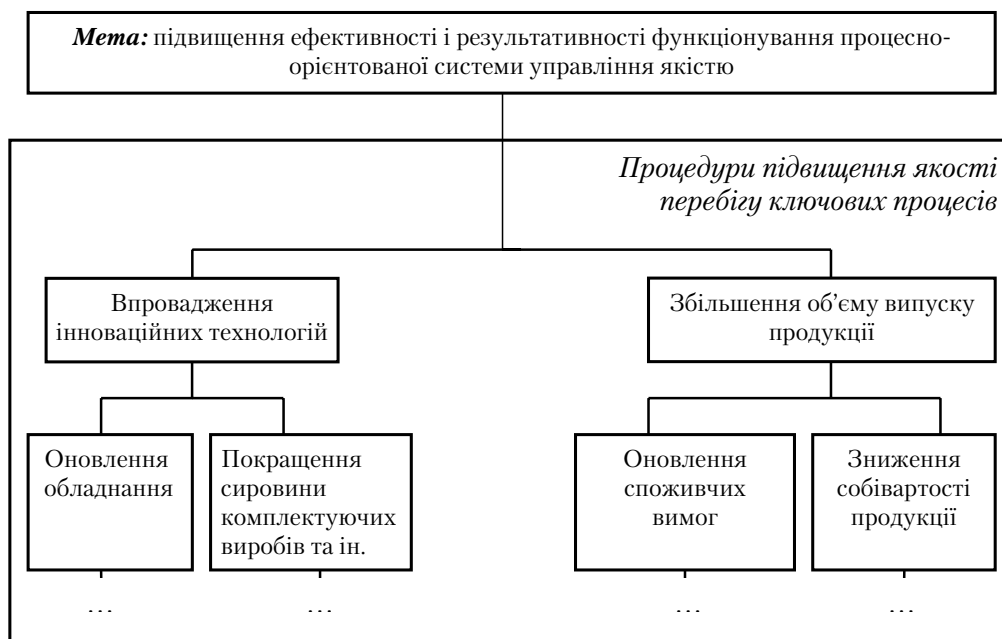 Мета: підвищення ефективності і результативності функціонування процесно-
орієнтованої системи управління якістю
Процедури підвищення якості
перебігу ключових процесів
Впровадження
інноваційних технологій
Збільшення об’єму випуску
продукції
Оновлення
обладнання
Покращення
сировини
комплектуючих
виробів та ін.
Оновлення
споживчих
вимог
Зниження
собівартості
продукції
…
…
…
…